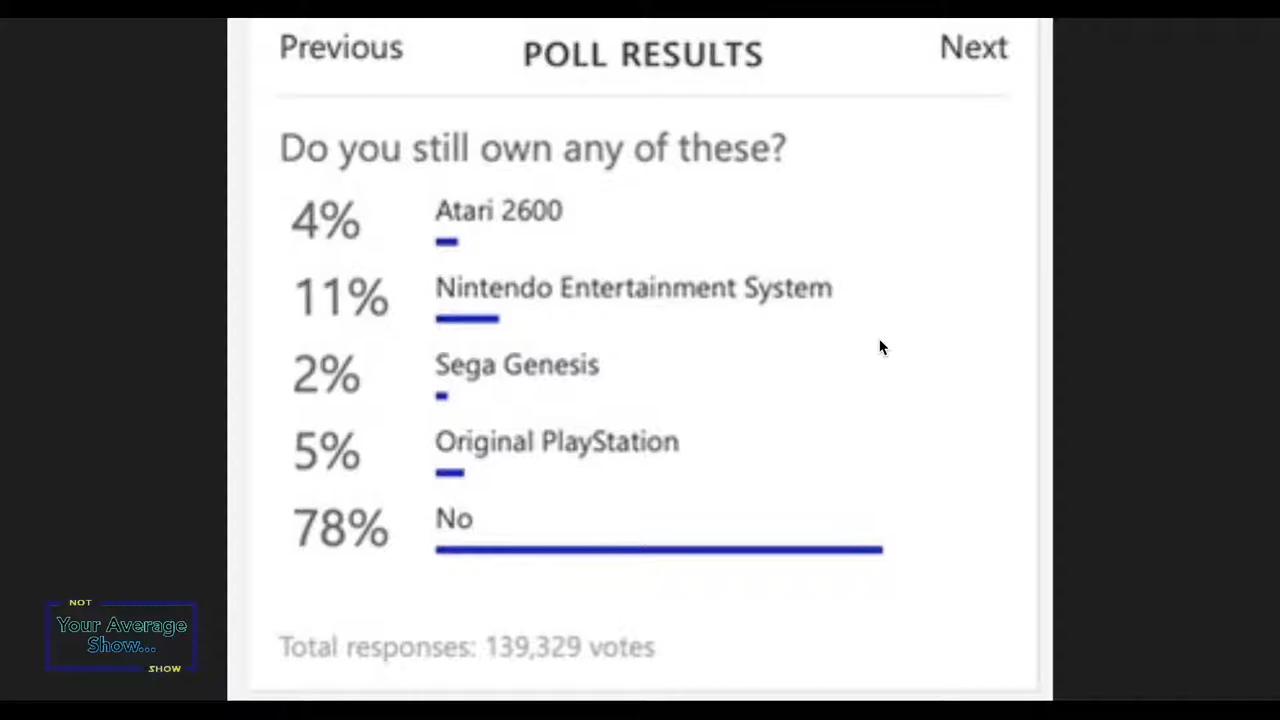 Previous
POLL RESULTS
Next
Do you still own any of these?
4% Atari 2600
11% Nintendo Entertainment System
2% Sega Genesis
5% Original PlayStation
78% No
Total responses: 139,329 votes
NOT
Your Average
Show...
SHOW